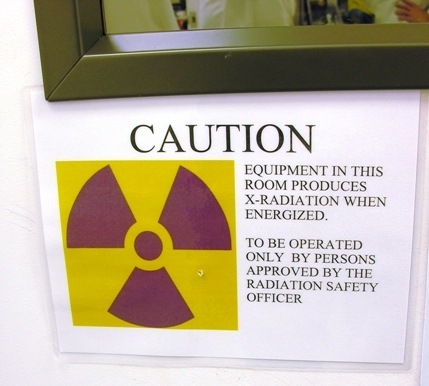 CAUTION
EQUIPMENT IN THIS
ROOM PRODUCES
X-RADIATION WHEN
ENERGIZED.
TO BE OPERATED
ONLY BY PERSONS
APPROVED BY THE
RADIATION SAFETY
OFFICER